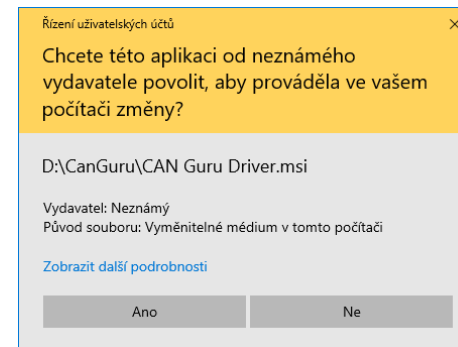 Řízení uživatelských účtů
Chcete této aplikaci od neznámého
vydavatele povolit, aby prováděla ve vašem
počítači změny?
D:\CanGuru\CAN Guru Driver.msi
Vydavatel: Neznámý
Původ souboru: Vyměnitelné médium v tomto počítači
Zobrazit další podrobnosti
Ano
Ne